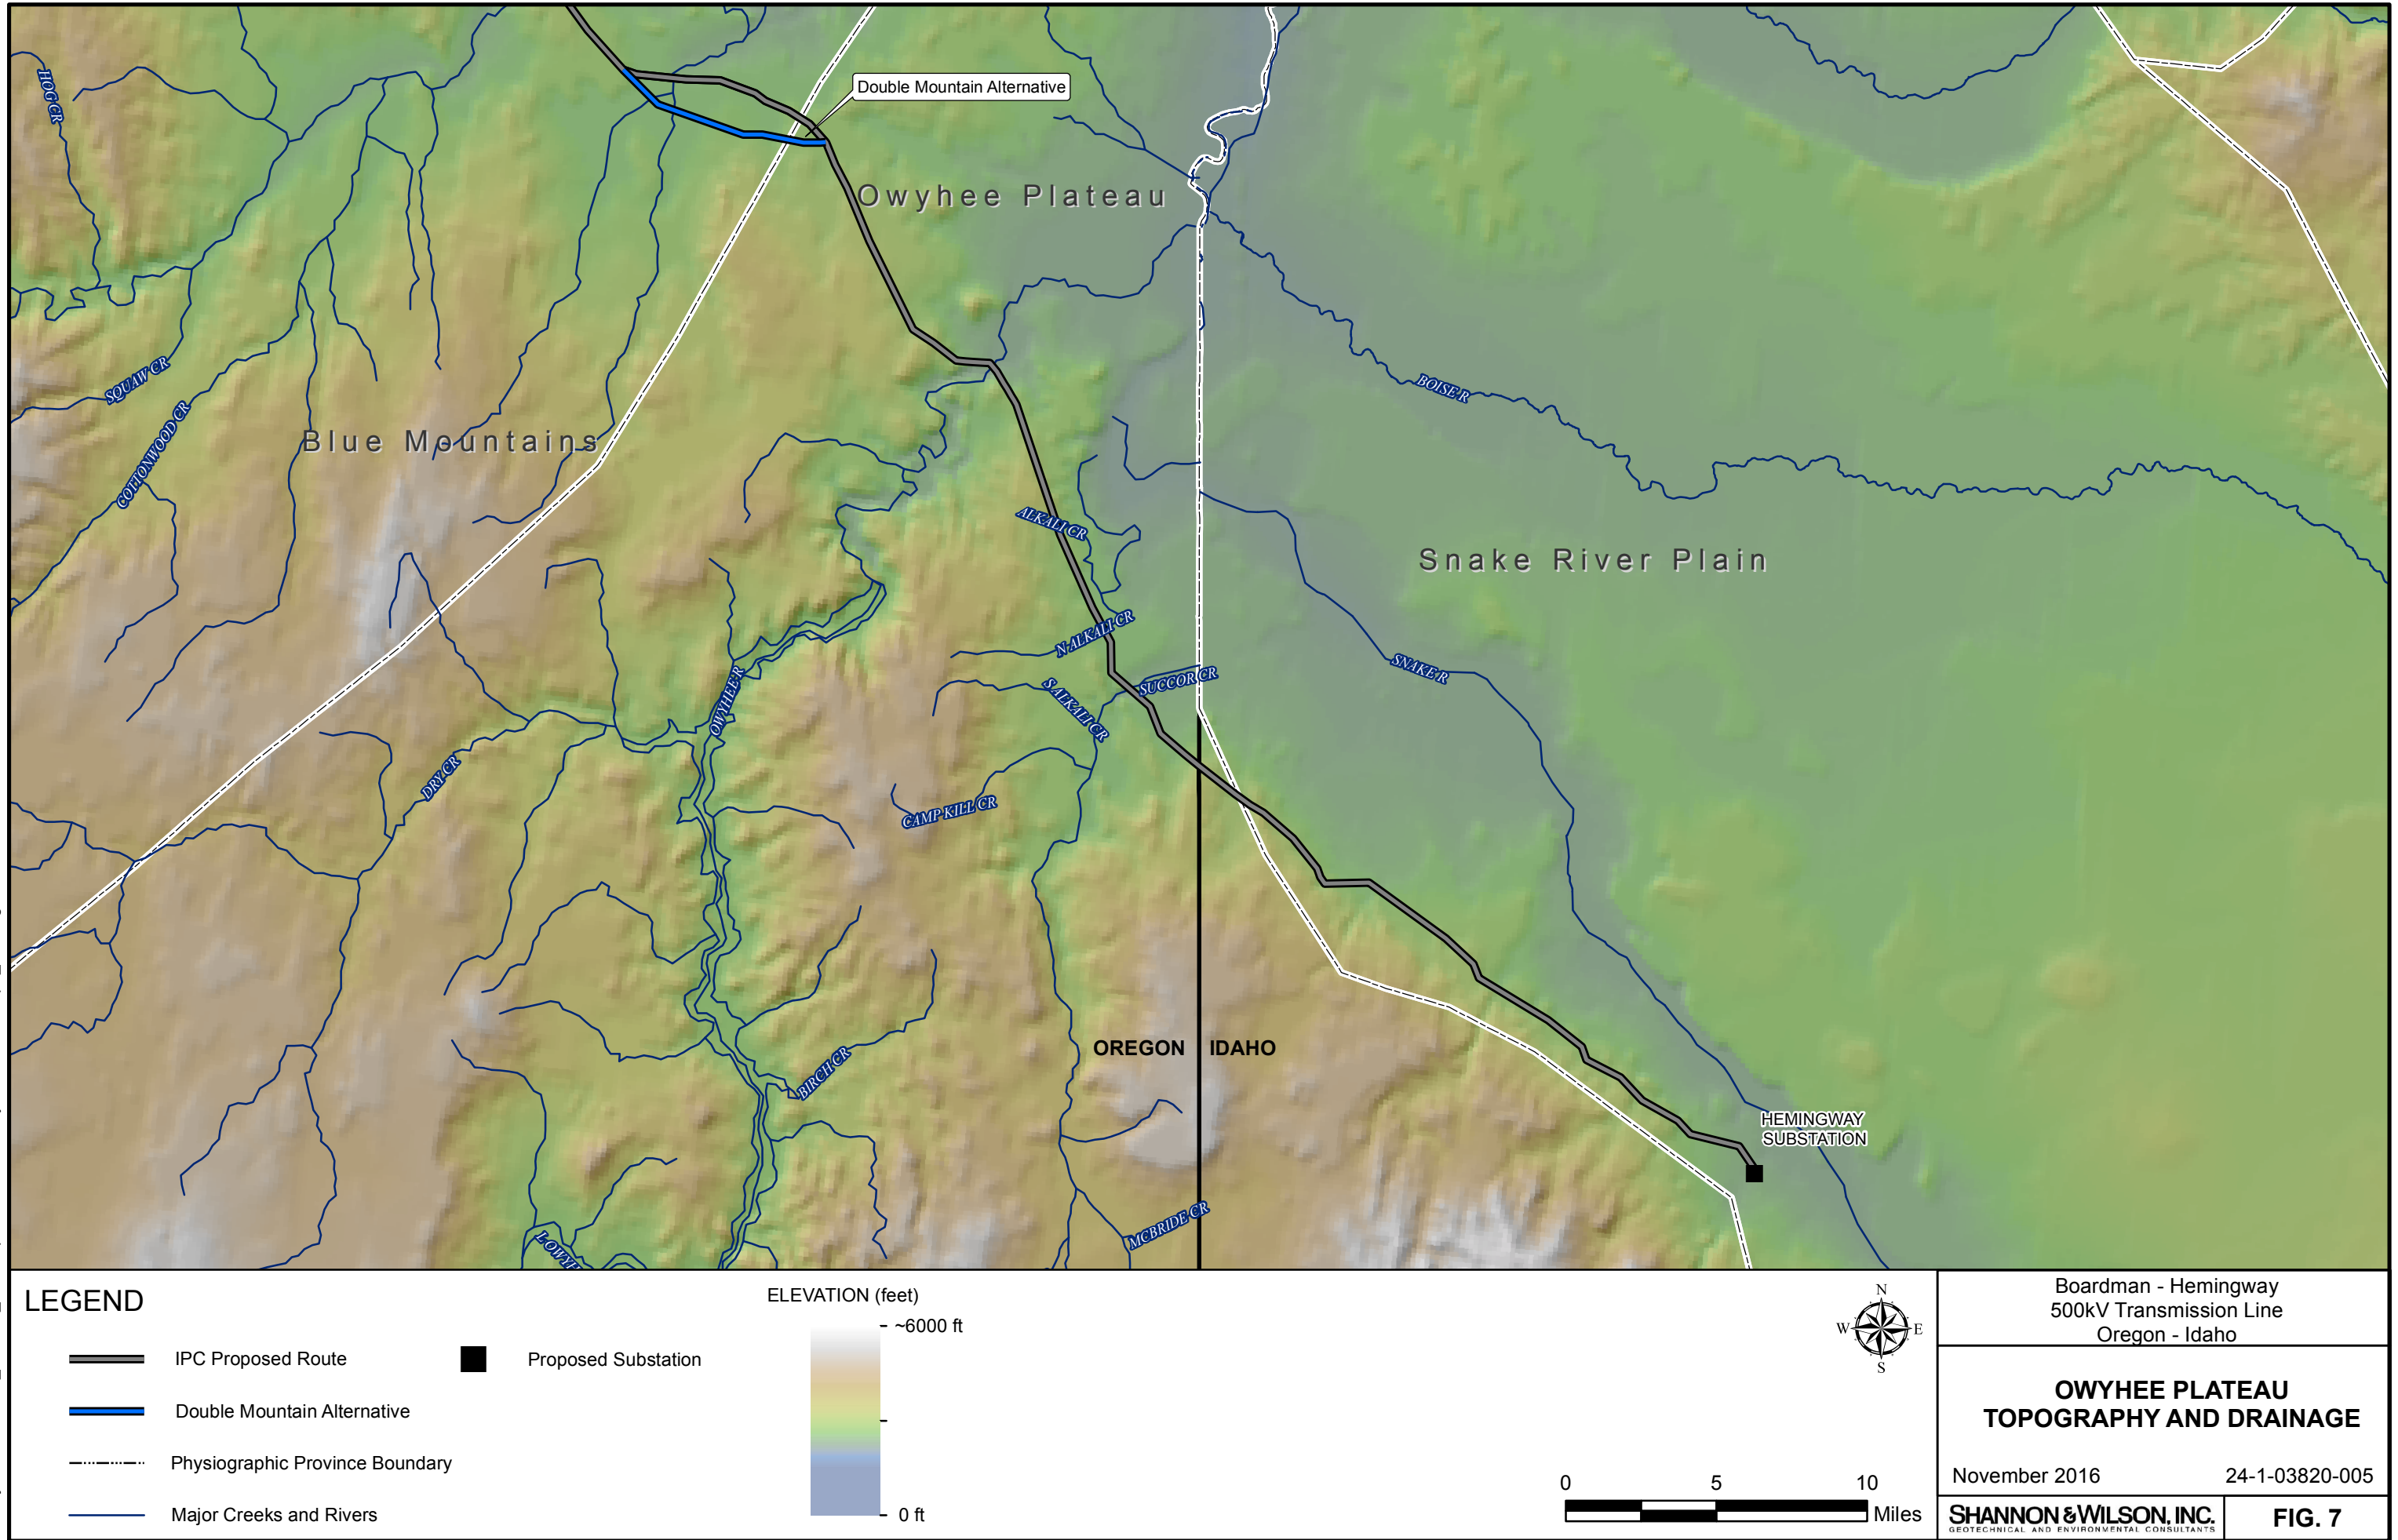 HOG CR
Double Mountain Alternative
Owyhee Plateau
SQUAW CR
COTTONWOOD CR
Blue Mountains
BOISE R
ALKALI CR
Snake River Plain
N ALKALI CR
SNAKE R
SUCCOR CR
S ALKALI CR
OWYHEE R
DRY CR
CAMP KILL CR
OREGON
IDAHO
BIRCH CR
HEMINGWAY
SUBSTATION
MCBRIDE CR
L OWYH
LEGEND
IPC Proposed Route
Proposed Substation
Double Mountain Alternative
Physiographic Province Boundary
Major Creeks and Rivers
ELEVATION (feet)
~6000 ft
0 ft
N
W E
S
0 5 10
Miles
Boardman - Hemingway
500kV Transmission Line
Oregon - Idaho
OWYHEE PLATEAU
TOPOGRAPHY AND DRAINAGE
November 2016 24-1-03820-005
SHANNON & WILSON, INC.
GEOTECHNICAL AND ENVIRONMENTAL CONSULTANTS
FIG. 7